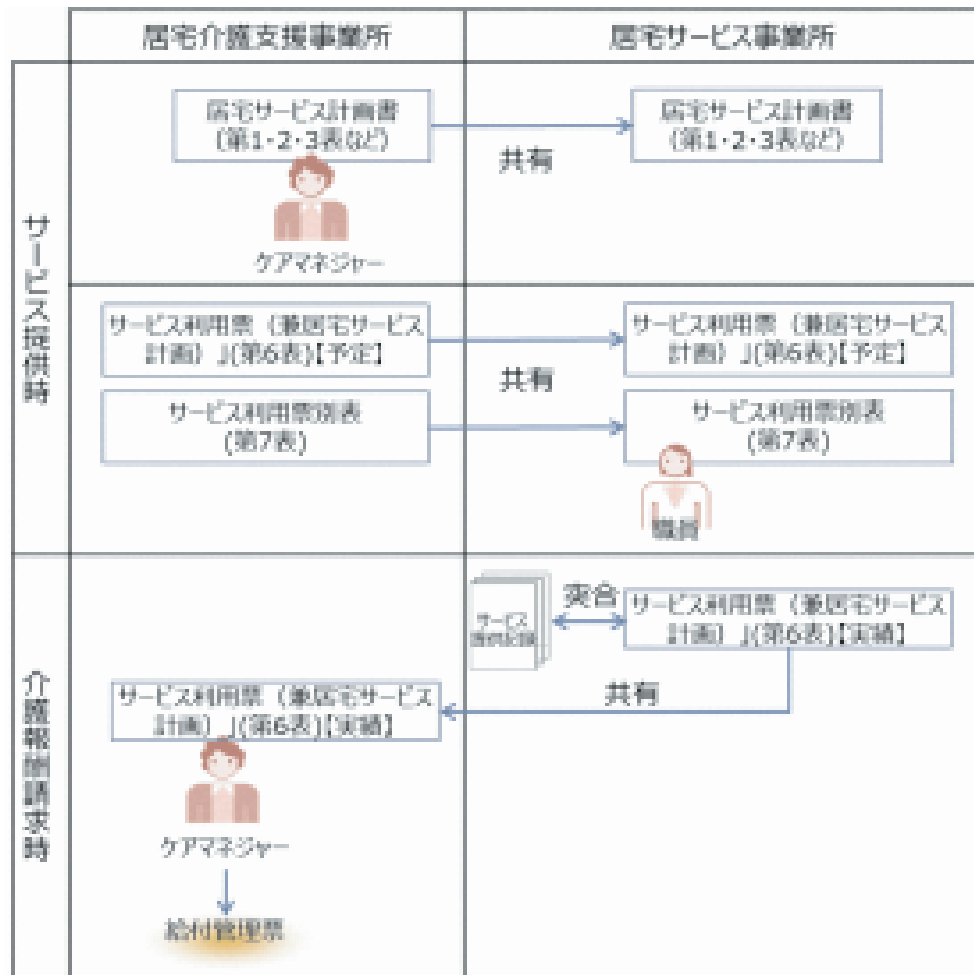 居宅介護支援事業所
居宅サービス事業所
サービス提供時
居宅サービス計画書
(第1・2・3表など)
共有
居宅サービス計画書
(第1・2・3表など)
ケアマネジャー
サービス利用票（兼居宅サービス
計画）」(第6表)【予定】
共有
サービス利用票（兼居宅サービス
計画）」(第6表)【予定】
サービス利用票別表
(第7表)
サービス利用票別表
(第7表)
職員
介護報酬請求時
サービス
提供記録
突合
サービス利用票（兼居宅サービス
計画）」(第6表)【実績】
共有
サービス利用票（兼居宅サービス
計画）」(第6表)【実績】
ケアマネジャー
給付管理票